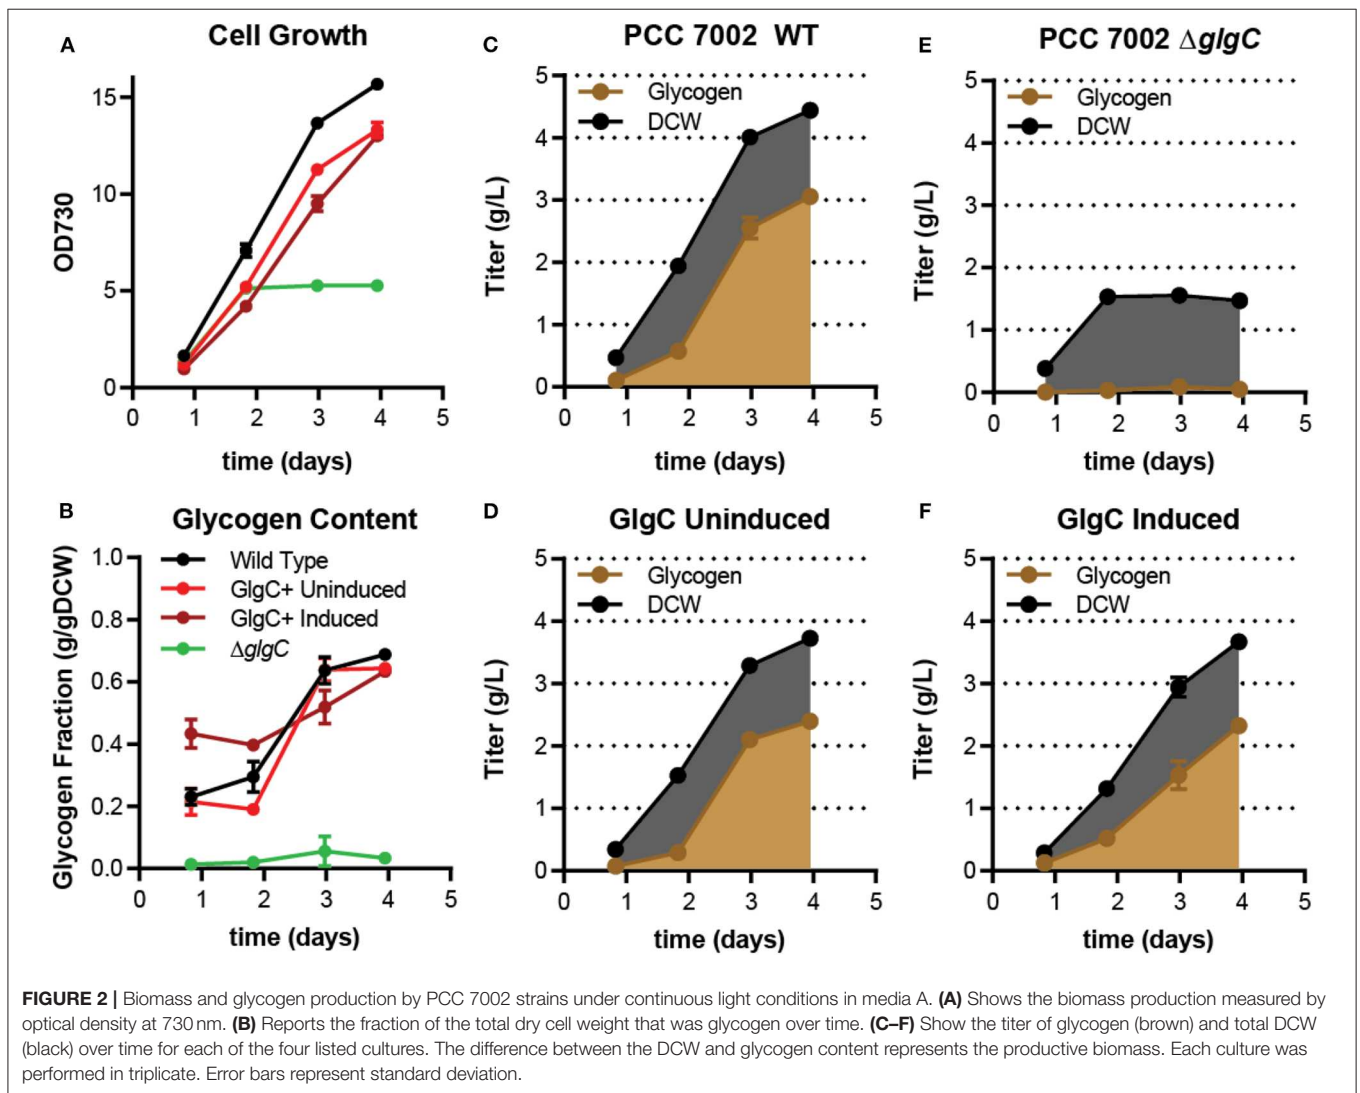 A
Cell Growth
OD730
15
10
5
0
0 1 2 3 4 5
time (days)
C
PCC 7002 WT
Titer (g/L)
5
4
3
2
1
0
Glycogen
DCW
0 1 2 3 4 5
time (days)
E
PCC 7002 ΔglgC
Titer (g/L)
5
4
3
2
1
0
Glycogen
DCW
0 1 2 3 4 5
time (days)
B
Glycogen Content
Glycogen Fraction (g/gDCW)
1.0
0.8
0.6
0.4
0.2
0.0
Wild Type
GlgC+ Uninduced
GlgC+ Induced
ΔglgC
0 1 2 3 4 5
time (days)
D
GlgC Uninduced
Titer (g/L)
5
4
3
2
1
0
Glycogen
DCW
0 1 2 3 4 5
time (days)
F
GlgC Induced
Titer (g/L)
5
4
3
2
1
0
Glycogen
DCW
0 1 2 3 4 5
time (days)
FIGURE 2 | Biomass and glycogen production by PCC 7002 strains under continuous light conditions in media A. (A) Shows the biomass production measured by
optical density at 730 nm. (B) Reports the fraction of the total dry cell weight that was glycogen over time. (C–F) Show the titer of glycogen (brown) and total DCW
(black) over time for each of the four listed cultures. The difference between the DCW and glycogen content represents the productive biomass. Each culture was
performed in triplicate. Error bars represent standard deviation.